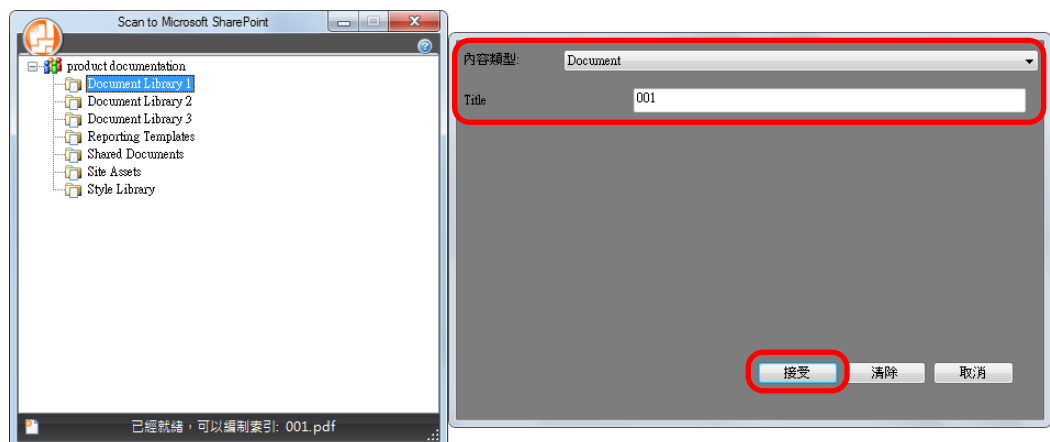 Scan to Microsoft SharePoint
product documentation
Document Library 1
Document Library 2
Document Library 3
Reporting Templates
Shared Documents
Site Assets
Style Library
已經就緒，可以編制索引: 001.pdf
內容類型: Document
Title 001
接受 清除 取消